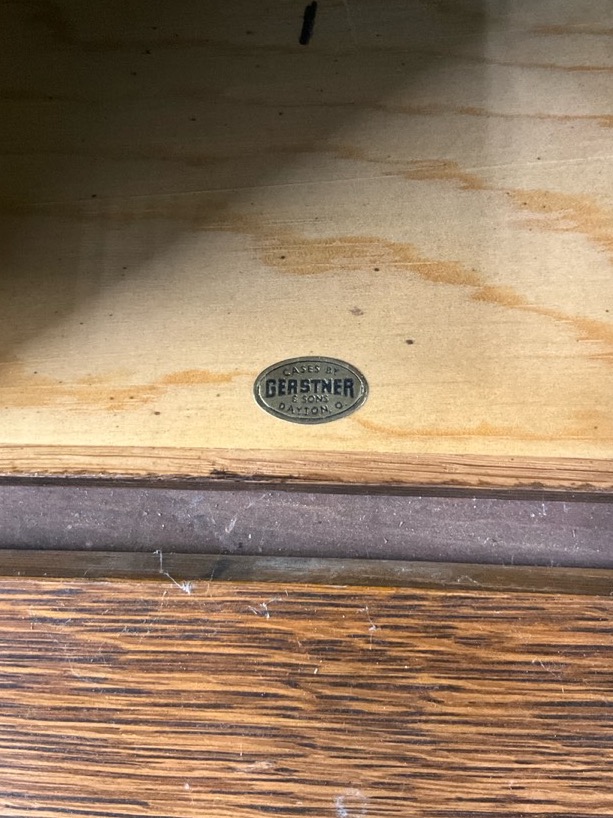 CASES BY
GERSTNER
& SONS
DAYTON, O.